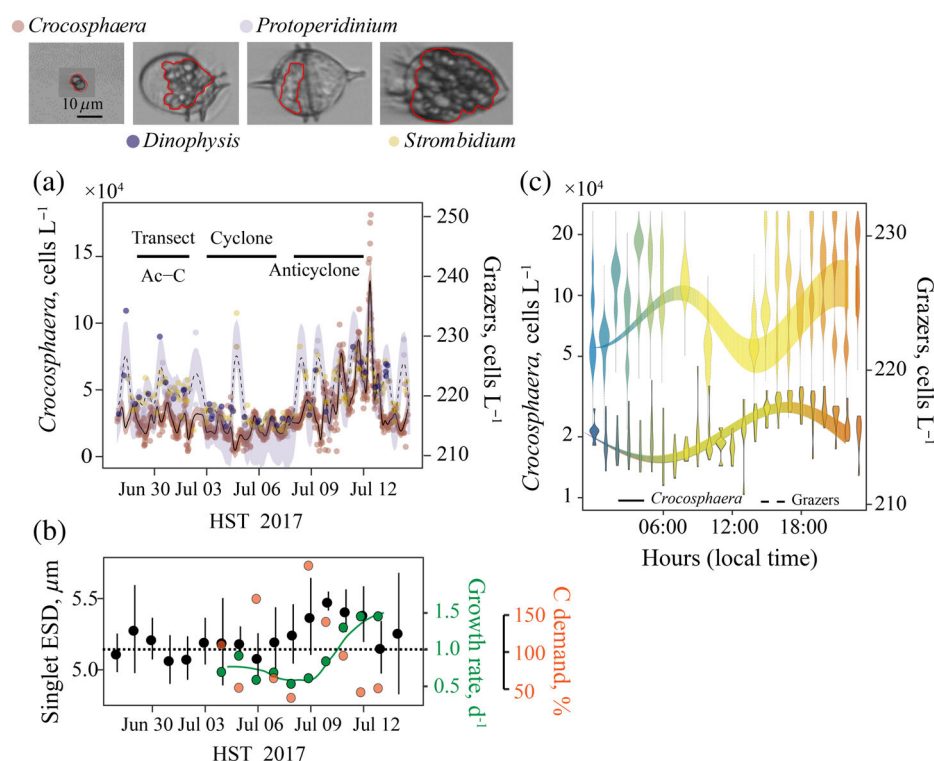 Crocosphaera Protoperidinium
10 μm
Dinophysis Strombidium
(a)
×10⁴
Crocosphaera, cells L⁻¹
15
10
5
0
Transect
Ac−C
Cyclone
Anticyclone
250
240
230
220
210
Grazers, cells L⁻¹
Jun 30 Jul 03 Jul 06 Jul 09 Jul 12
HST 2017
(b)
Singlet ESD, μm
5.5
5.0
Growth rate, d⁻¹
1.5
1.0
0.5
C demand, %
150
100
50
Jun 30 Jul 03 Jul 06 Jul 09 Jul 12
HST 2017
(c)
×10⁴
Crocosphaera, cells L⁻¹
20
10
5
2
1
230
220
210
Grazers, cells L⁻¹
Crocosphaera Grazers
06:00 12:00 18:00
Hours (local time)